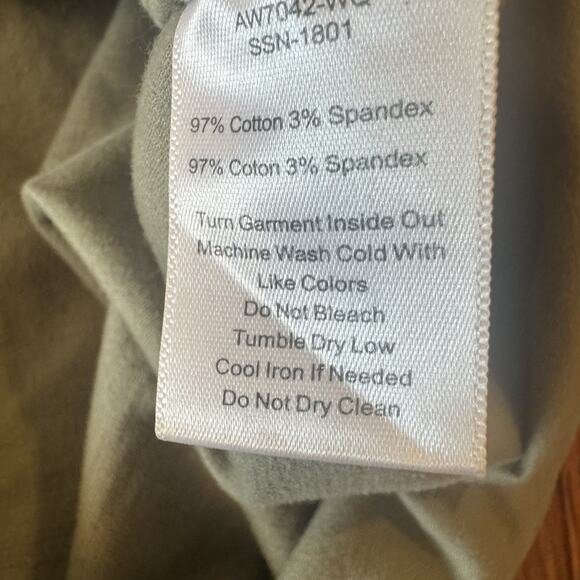 AW7042-WQ
SSN-1801
97% Cotton 3% Spandex
97% Coton 3% Spandex
Turn Garment Inside Out
Machine Wash Cold With
Like Colors
Do Not Bleach
Tumble Dry Low
Cool Iron If Needed
Do Not Dry Clean